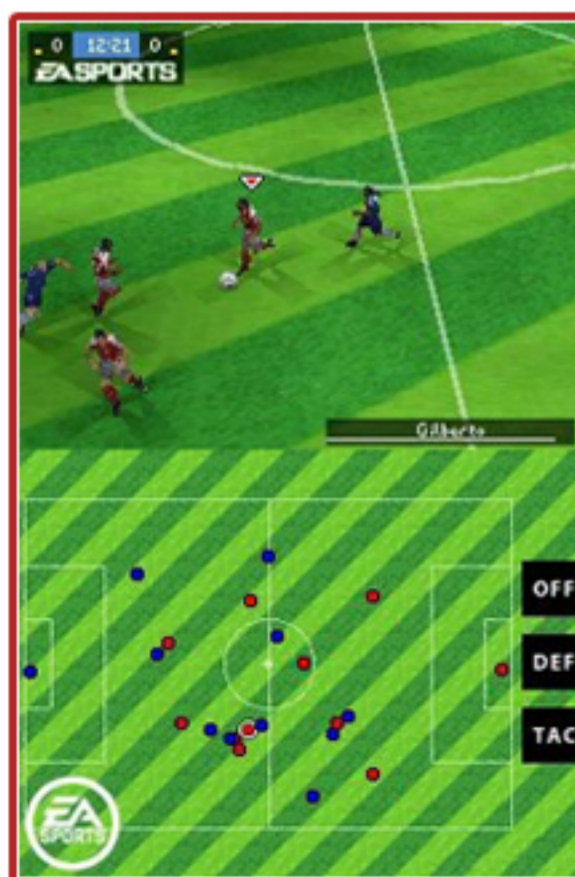 0 12:21 0
EA SPORTS
Gilberto
OFF
DEF
TAC
EA
SPORTS